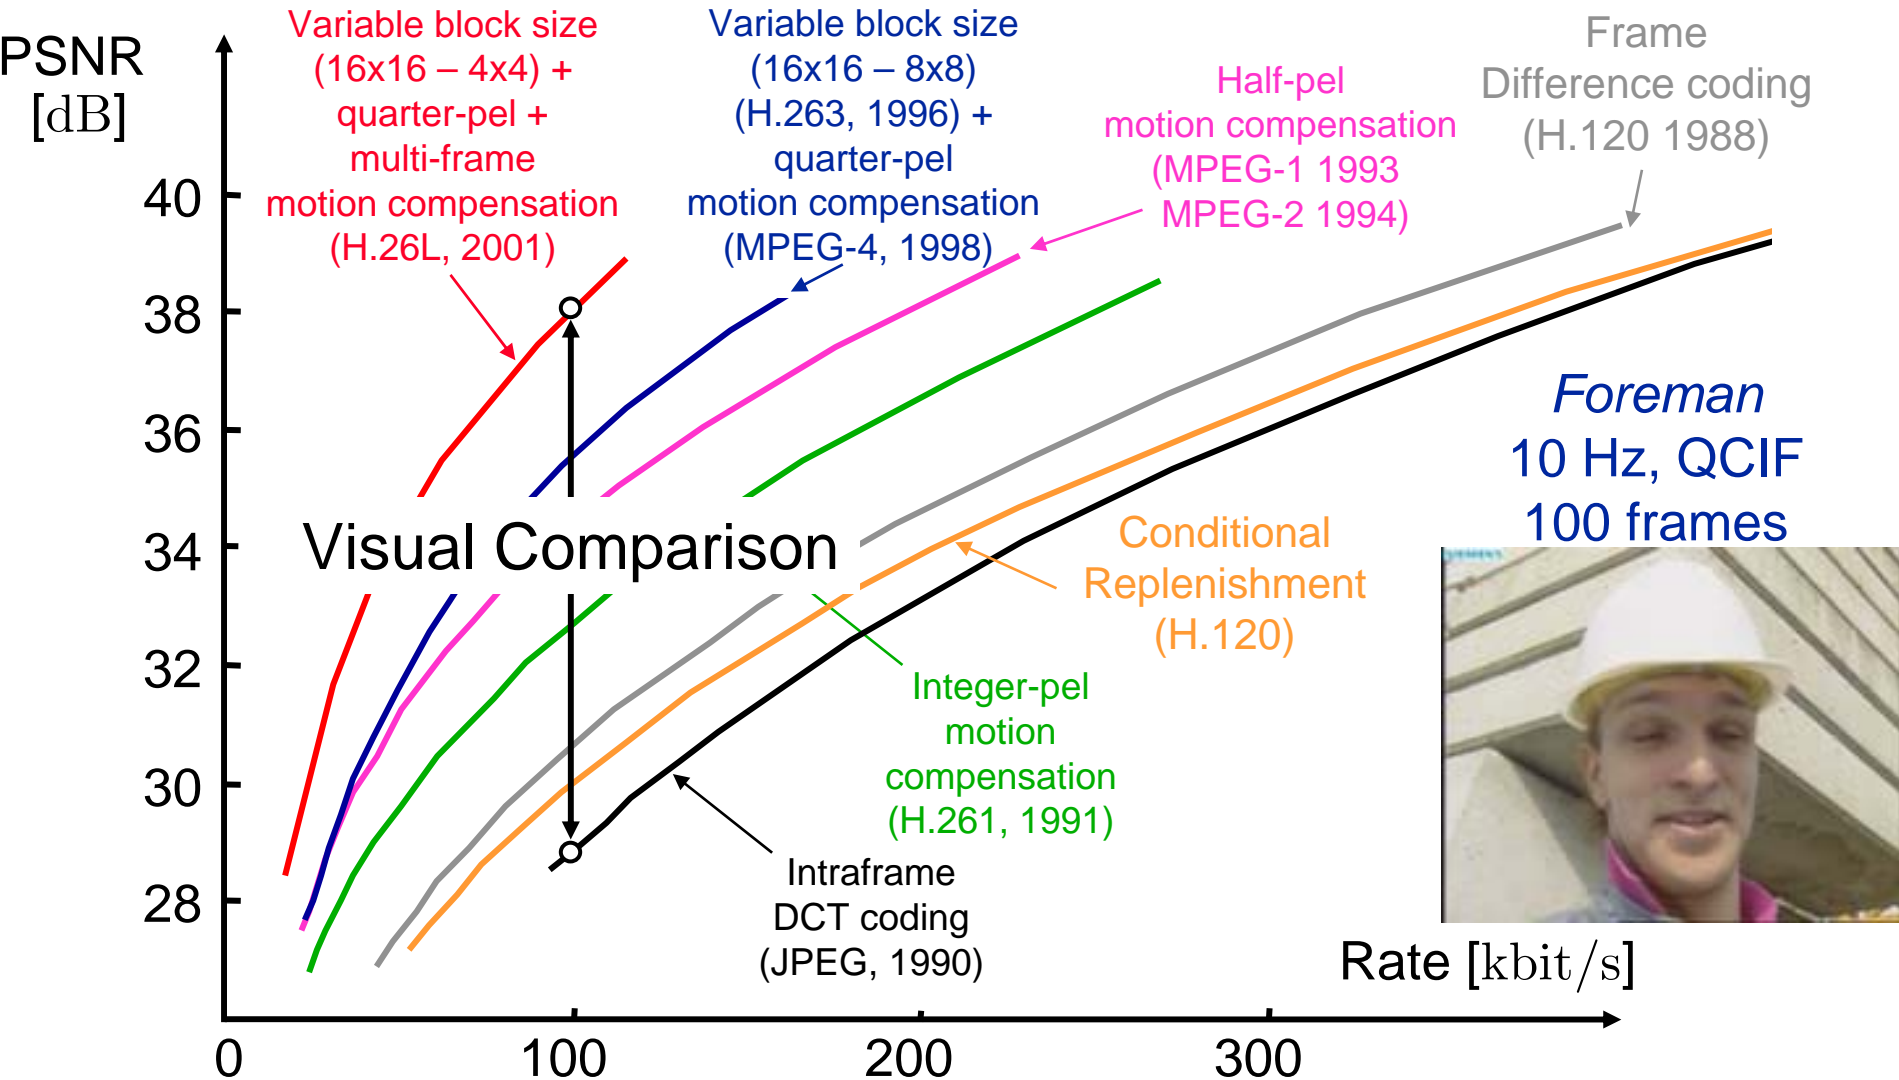 PSNR
[dB]
Variable block size
(16x16 – 4x4) +
quarter-pel +
multi-frame
motion compensation
(H.26L, 2001)
Variable block size
(16x16 – 8x8)
(H.263, 1996) +
quarter-pel
motion compensation
(MPEG-4, 1998)
Half-pel
motion compensation
(MPEG-1 1993
MPEG-2 1994)
Frame
Difference coding
(H.120 1988)
40
38
36
34
32
30
28
Visual Comparison
Foreman
10 Hz, QCIF
100 frames
SIEMENS
Conditional
Replenishment
(H.120)
Integer-pel
motion
compensation
(H.261, 1991)
Intraframe
DCT coding
(JPEG, 1990)
Rate [kbit/s]
0
100
200
300